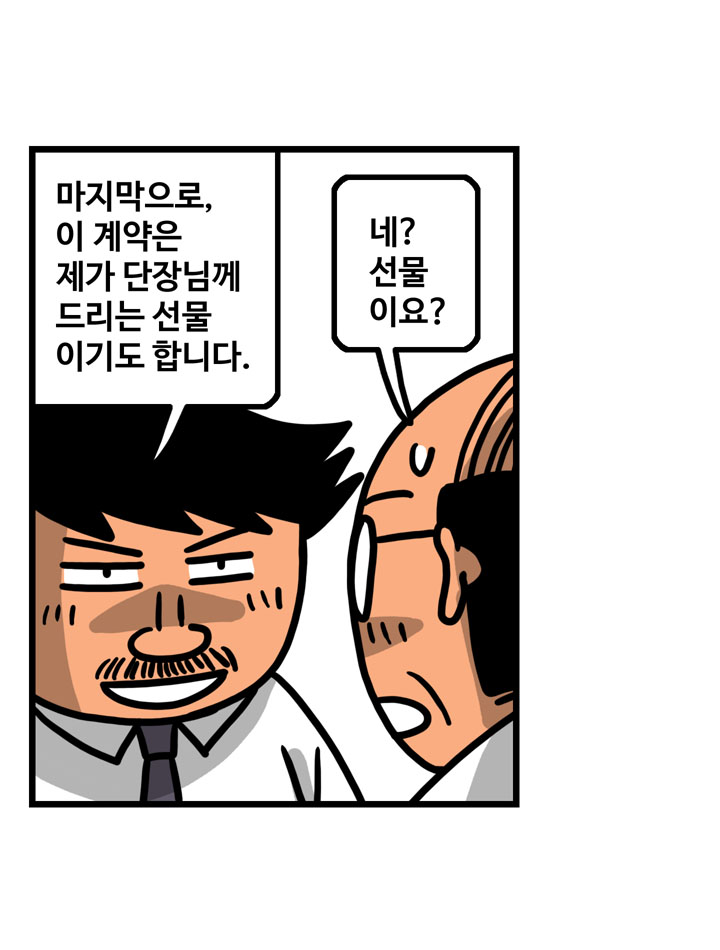 마지막으로,
이 계약은
제가 단장님께
드리는 선물
이기도 합니다.
네?
선물
이요?